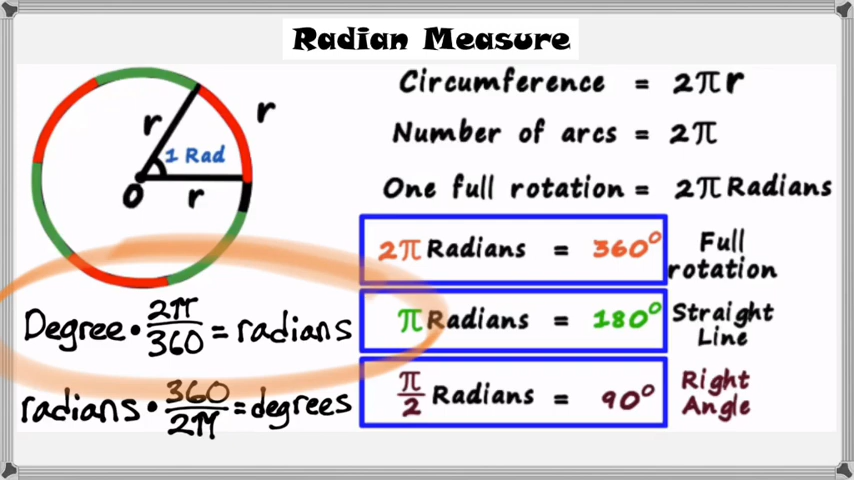 Radian Measure
r
r
1 Rad
O
r
Circumference = 2πr
Number of arcs = 2π
One full rotation = 2π Radians
2π Radians = 360° Full rotation
π Radians = 180° Straight Line
π/2 Radians = 90° Right Angle
Degree • 2π/360 = radians
radians • 360/2π = degrees